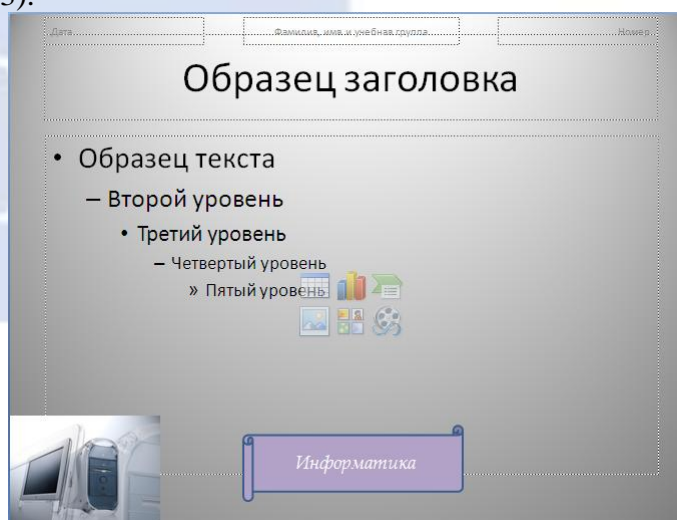 3).
Дата Фамилия, имя и учебная группа Номер
Образец заголовка
• Образец текста
– Второй уровень
• Третий уровень
– Четвертый уровень
» Пятый уровень
Информатика